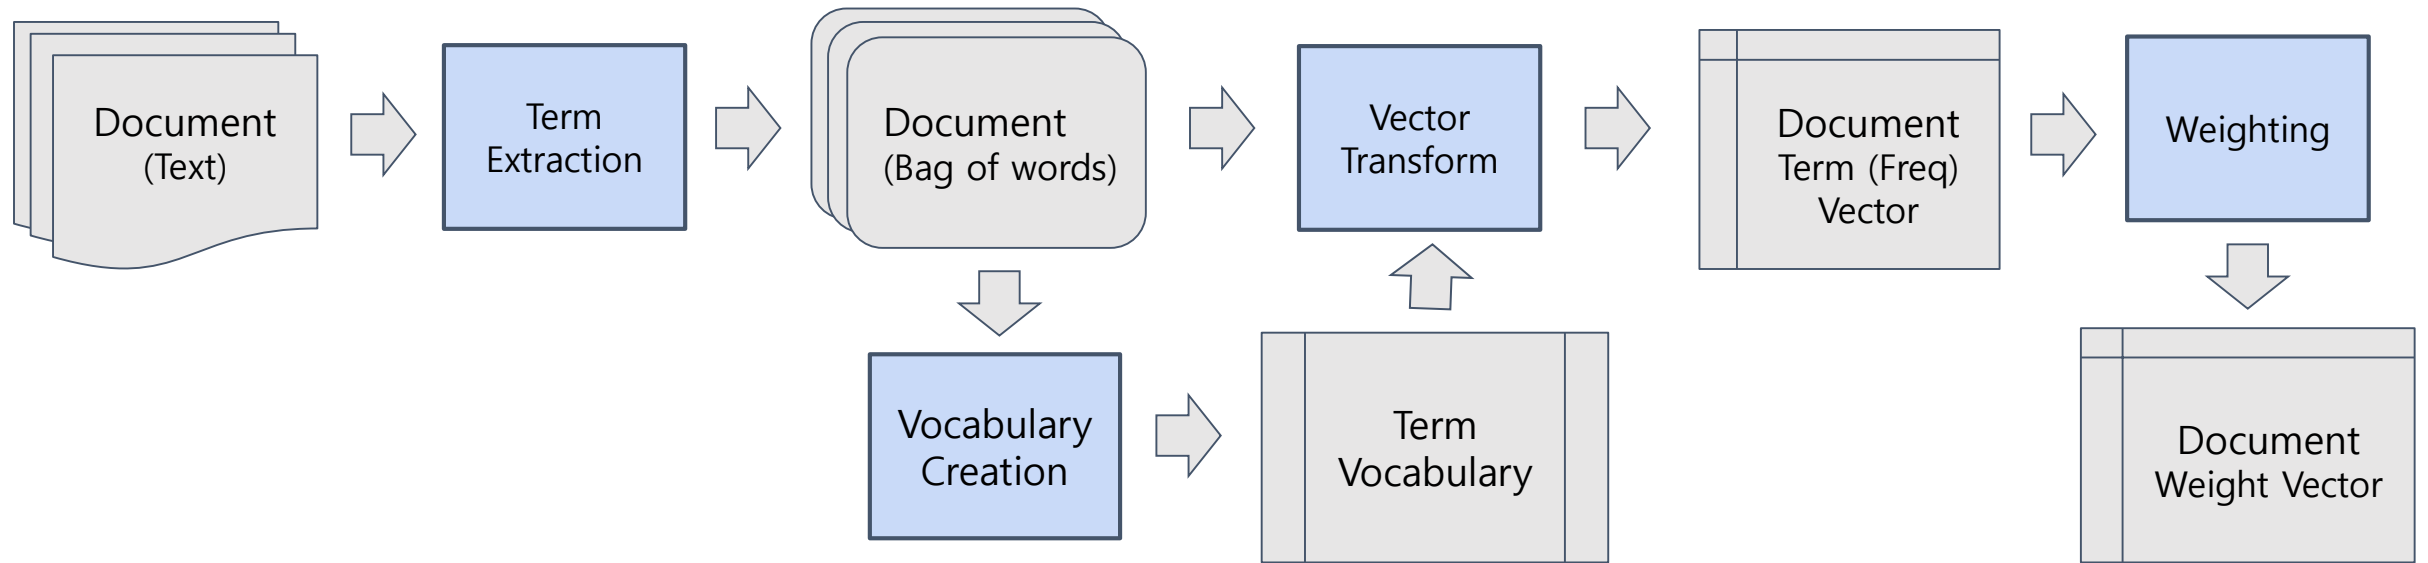 Document
(Text)
Term
Extraction
Document
(Bag of words)
Vector
Transform
Document
Term (Freq)
Vector
Weighting
Vocabulary
Creation
Term
Vocabulary
Document
Weight Vector